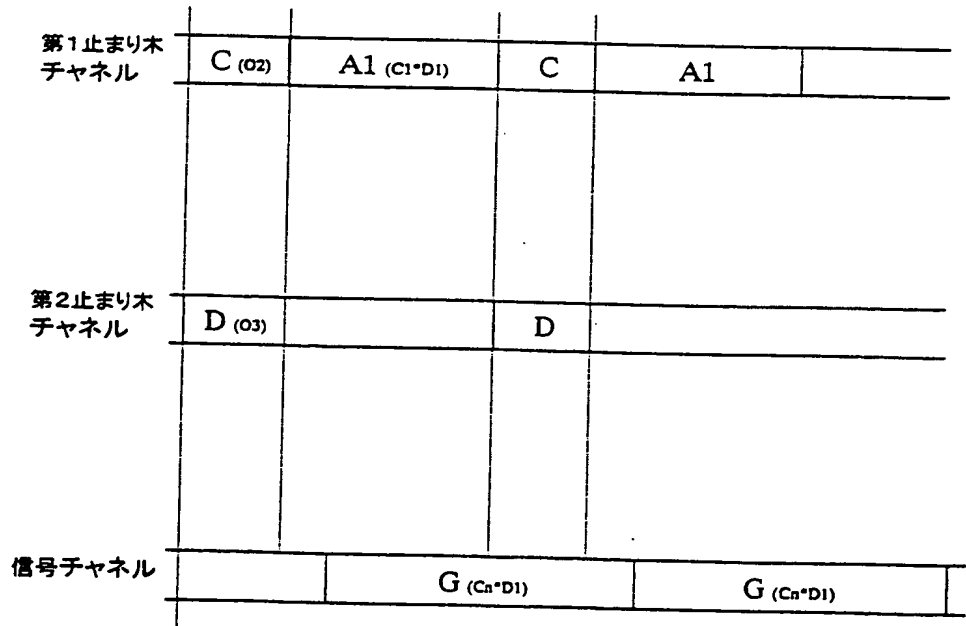 第1止まり木
チャネル
C (O2)
A1 (C1*D1)
C
A1
第2止まり木
チャネル
D (O3)
D
信号チャネル
G (Cn*D1)
G (Cn*D1)